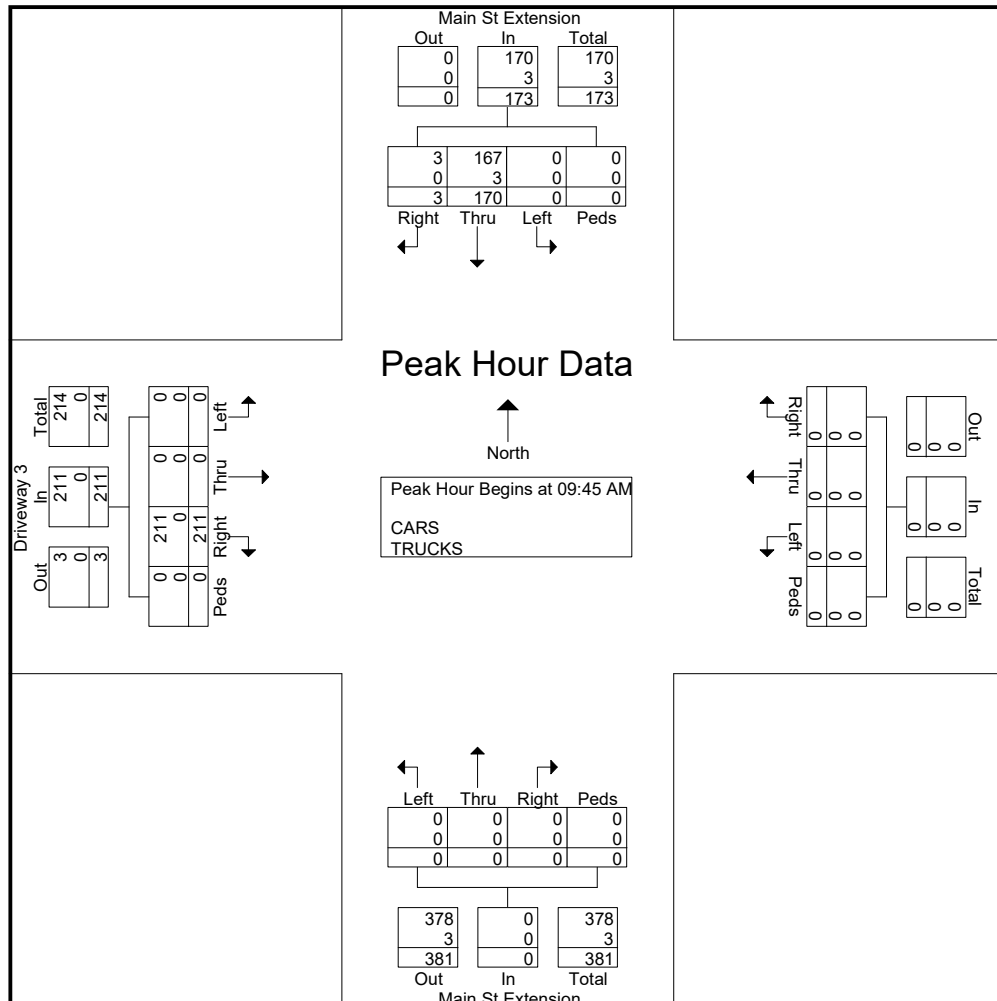 Main St Extension
Out In Total
0 170 170
0 3 3
0 173 173
3 167 0 0
0 3 0 0
3 170 0 0
Right Thru Left Peds
Peak Hour Data
North
Peak Hour Begins at 09:45 AM
CARS
TRUCKS
Driveway 3
Out In Total
3 211 214
0 0 0
3 211 214
0 211 0 0
0 0 0 0
0 211 0 0
Peds Right Thru Left
Right Thru Left Peds
0 0 0 0
0 0 0 0
0 0 0 0
Out In Total
0 0 0
0 0 0
0 0 0
Left Thru Right Peds
0 0 0 0
0 0 0 0
0 0 0 0
378 0 378
3 0 3
381 0 381
Out In Total
Main St Extension